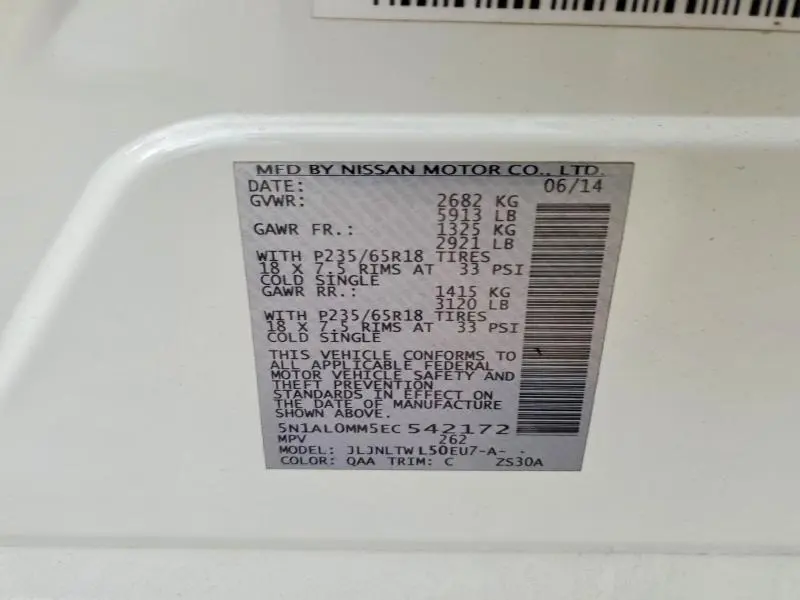 MFD BY NISSAN MOTOR CO., LTD.
DATE: 06/14
GVWR: 2682 KG
5913 LB
GAWR FR.: 1325 KG
2921 LB
WITH P235/65R18 TIRES
18 X 7.5 RIMS AT 33 PSI
COLD SINGLE
GAWR RR.: 1415 KG
3120 LB
WITH P235/65R18 TIRES
18 X 7.5 RIMS AT 33 PSI
COLD SINGLE
THIS VEHICLE CONFORMS TO
ALL APPLICABLE FEDERAL
MOTOR VEHICLE SAFETY AND
THEFT PREVENTION
STANDARDS IN EFFECT ON
THE DATE OF MANUFACTURE
SHOWN ABOVE.
5N1AL0MM5EC542172
MPV 262
MODEL: JLJNLTWL50EU7-A-
COLOR: QAA TRIM: C ZS30A